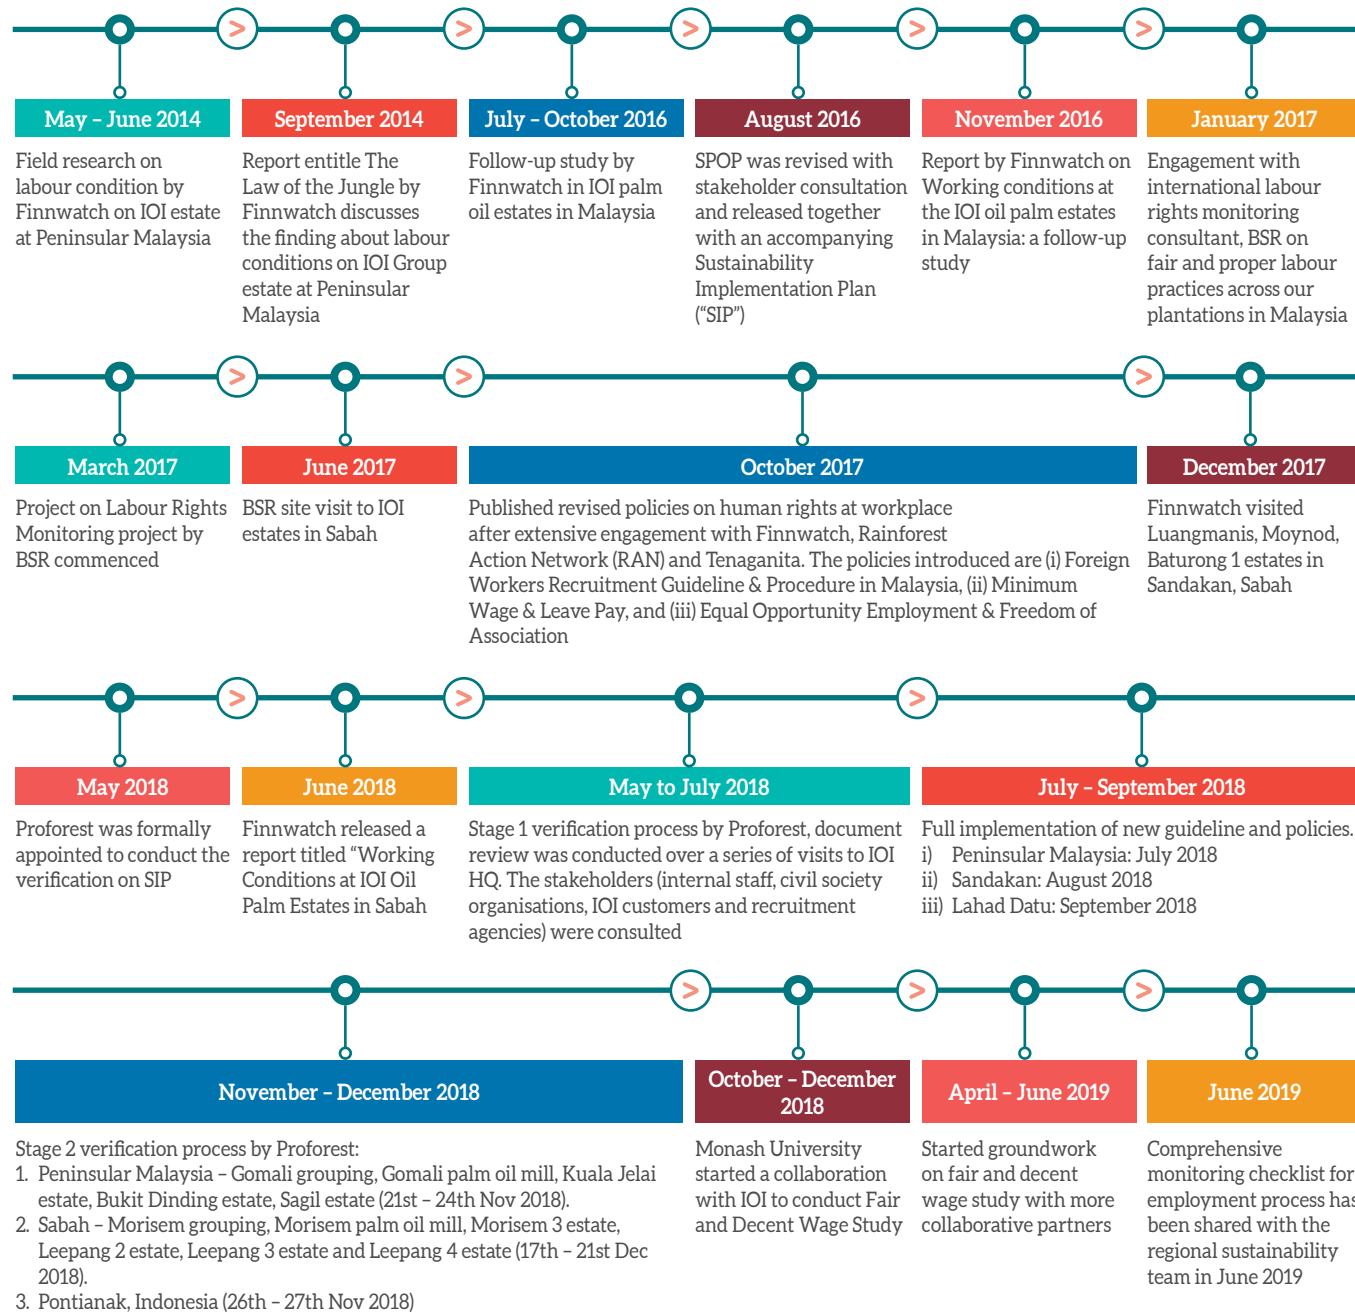 May – June 2014
Field research on
labour condition by
Finnwatch on IOI estate
at Peninsular Malaysia
September 2014
Report entitle The
Law of the Jungle by
Finnwatch discusses
the finding about labour
conditions on IOI Group
estate at Peninsular
Malaysia
July – October 2016
Follow-up study by
Finnwatch in IOI palm
oil estates in Malaysia
August 2016
SPOP was revised with
stakeholder consultation
and released together
with an accompanying
Sustainability
Implementation Plan
(“SIP”)
November 2016
Report by Finnwatch on
Working conditions at
the IOI oil palm estates
in Malaysia: a follow-up
study
January 2017
Engagement with
international labour
rights monitoring
consultant, BSR on
fair and proper labour
practices across our
plantations in Malaysia
March 2017
Project on Labour Rights
Monitoring project by
BSR commenced
June 2017
BSR site visit to IOI
estates in Sabah
October 2017
Published revised policies on human rights at workplace
after extensive engagement with Finnwatch, Rainforest
Action Network (RAN) and Tenaganita. The policies introduced are (i) Foreign
Workers Recruitment Guideline & Procedure in Malaysia, (ii) Minimum
Wage & Leave Pay, and (iii) Equal Opportunity Employment & Freedom of
Association
December 2017
Finnwatch visited
Luangmanis, Moynod,
Baturong 1 estates in
Sandakan, Sabah
May 2018
Proforest was formally
appointed to conduct the
verification on SIP
June 2018
Finnwatch released a
report titled “Working
Conditions at IOI Oil
Palm Estates in Sabah
May to July 2018
Stage 1 verification process by Proforest, document
review was conducted over a series of visits to IOI
HQ. The stakeholders (internal staff, civil society
organisations, IOI customers and recruitment
agencies) were consulted
July – September 2018
Full implementation of new guideline and policies.
i) Peninsular Malaysia: July 2018
ii) Sandakan: August 2018
iii) Lahad Datu: September 2018
November – December 2018
Stage 2 verification process by Proforest:
1. Peninsular Malaysia – Gomali grouping, Gomali palm oil mill, Kuala Jelai
estate, Bukit Dinding estate, Sagil estate (21st – 24th Nov 2018).
2. Sabah – Morisem grouping, Morisem palm oil mill, Morisem 3 estate,
Leepang 2 estate, Leepang 3 estate and Leepang 4 estate (17th – 21st Dec
2018).
3. Pontianak, Indonesia (26th – 27th Nov 2018)
October – December
2018
Monash University
started a collaboration
with IOI to conduct Fair
and Decent Wage Study
April – June 2019
Started groundwork
on fair and decent
wage study with more
collaborative partners
June 2019
Comprehensive
monitoring checklist for
employment process has
been shared with the
regional sustainability
team in June 2019